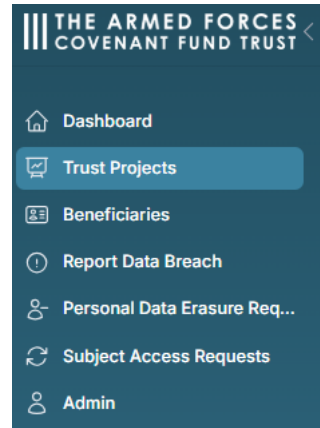 THE ARMED FORCES
COVENANT FUND TRUST
Dashboard
Trust Projects
Beneficiaries
Report Data Breach
Personal Data Erasure Req...
Subject Access Requests
Admin